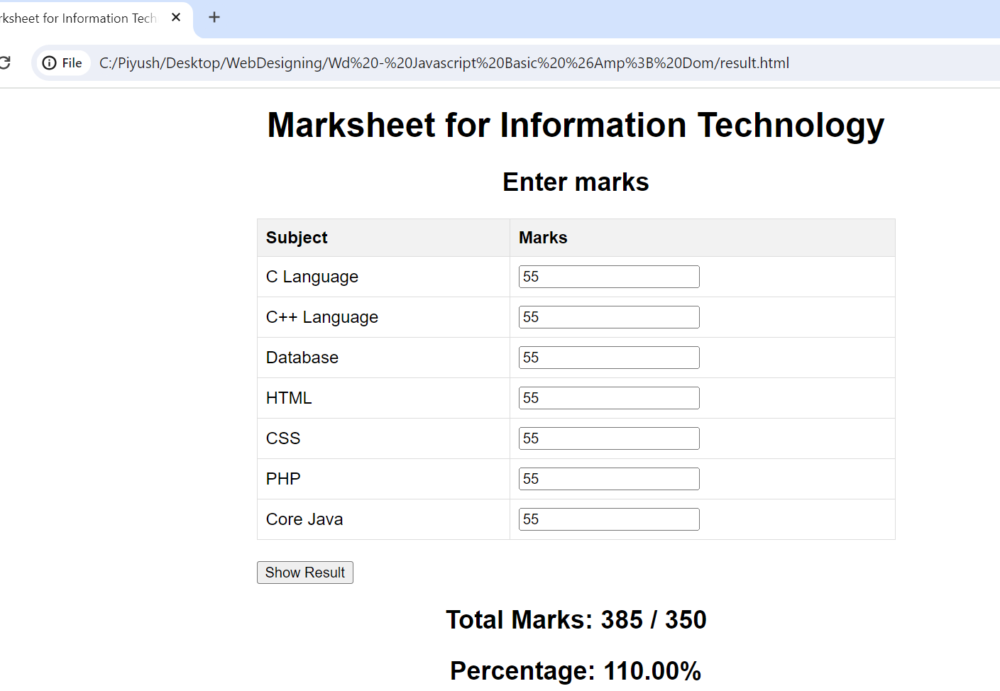 rksheet for Information Tech
File C:/Piyush/Desktop/WebDesigning/Wd%20-%20Javascript%20Basic%20%26Amp%3B%20Dom/result.html
Marksheet for Information Technology
Enter marks
Subject Marks
C Language 55
C++ Language 55
Database 55
HTML 55
CSS 55
PHP 55
Core Java 55
Show Result
Total Marks: 385 / 350
Percentage: 110.00%